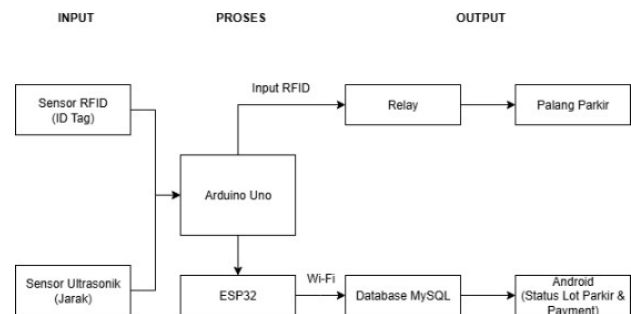 INPUT
PROSES
OUTPUT
Sensor RFID
(ID Tag)
Input RFID
Relay
Palang Parkir
Arduino Uno
Sensor Ultrasonik
(Jarak)
ESP32
Wi-Fi
Database MySQL
Android
(Status Lot Parkir &
Payment)